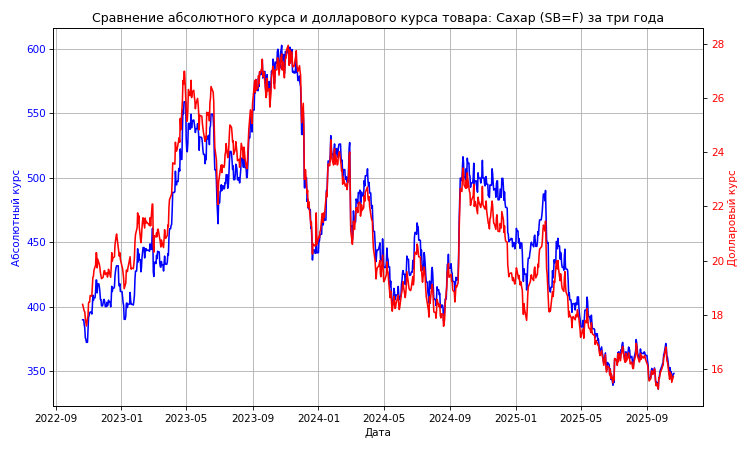 Сравнение абсолютного курса и долларового курса товара: Сахар (SB=F) за три года
Абсолютный курс
600
550
500
450
400
350
Долларовый курс
28
26
24
22
20
18
16
2022-09 2023-01 2023-05 2023-09 2024-01 2024-05 2024-09 2025-01 2025-05 2025-09
Дата